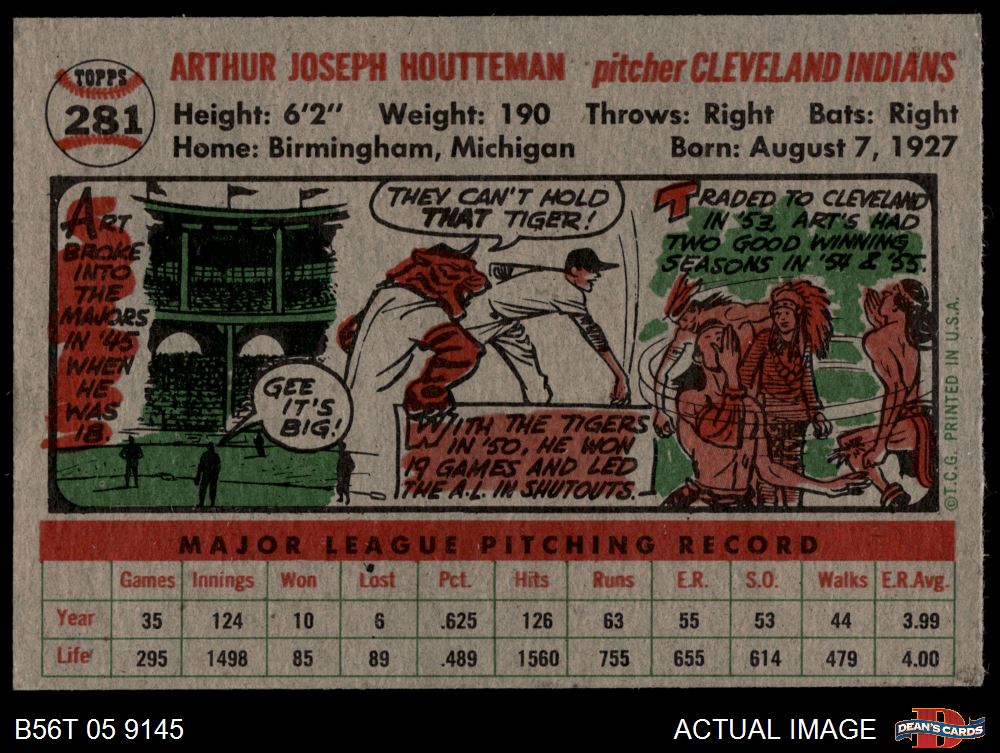 TOPPS
281
ARTHUR JOSEPH HOUTTEMAN pitcher CLEVELAND INDIANS
Height: 6'2" Weight: 190 Throws: Right Bats: Right
Home: Birmingham, Michigan Born: August 7, 1927
ART
BROKE
INTO
THE
MAJORS
IN '45
WHEN
HE
WAS
18.
GEE
IT'S
BIG!
THEY CAN'T HOLD
THAT TIGER!
WITH THE TIGERS
IN '50, HE WON
19 GAMES AND LED
THE A.L. IN SHUTOUTS.
TRADED TO CLEVELAND
IN '53, ART'S HAD
TWO GOOD WINNING
SEASONS IN '54 & '55.
©T.C.G. PRINTED IN U.S.A.
MAJOR LEAGUE PITCHING RECORD
Games Innings Won Lost Pct. Hits Runs E.R. S.O. Walks E.R.Avg.
Year 35 124 10 6 .625 126 63 55 53 44 3.99
Life 295 1498 85 89 .489 1560 755 655 614 479 4.00
B56T 05 9145 ACTUAL IMAGE
D
DEAN'S CARDS